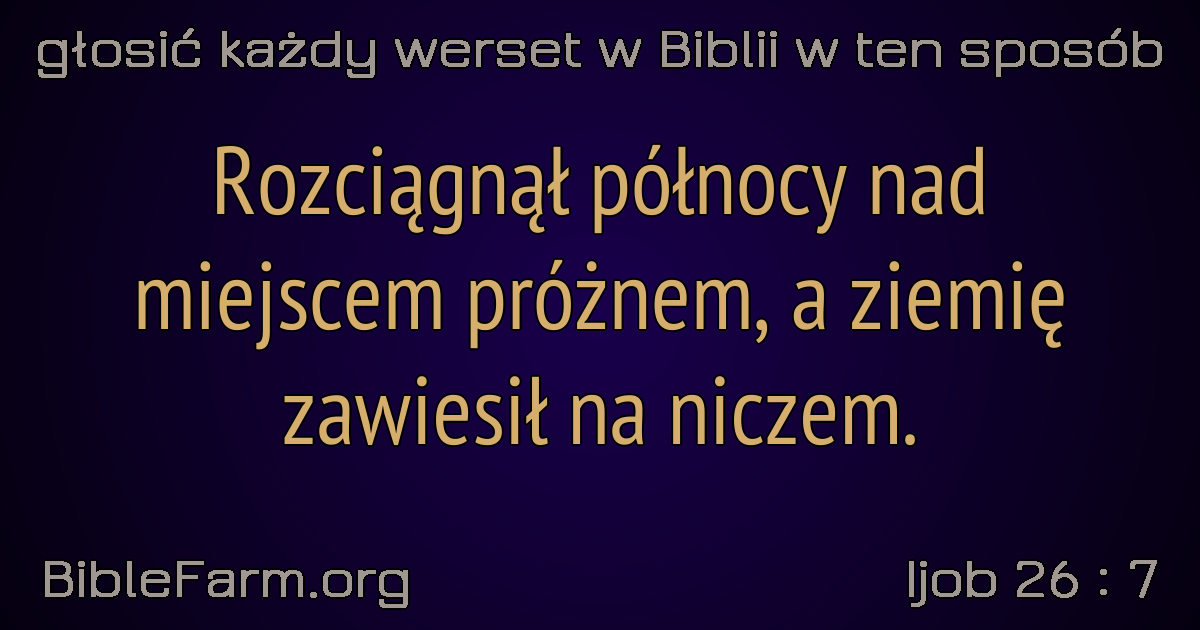 głosić każdy werset w Biblii w ten sposób
Rozciągnął północy nad
miejscem próżnem, a ziemię
zawiesił na niczem.
BibleFarm.org
Ijob 26 : 7